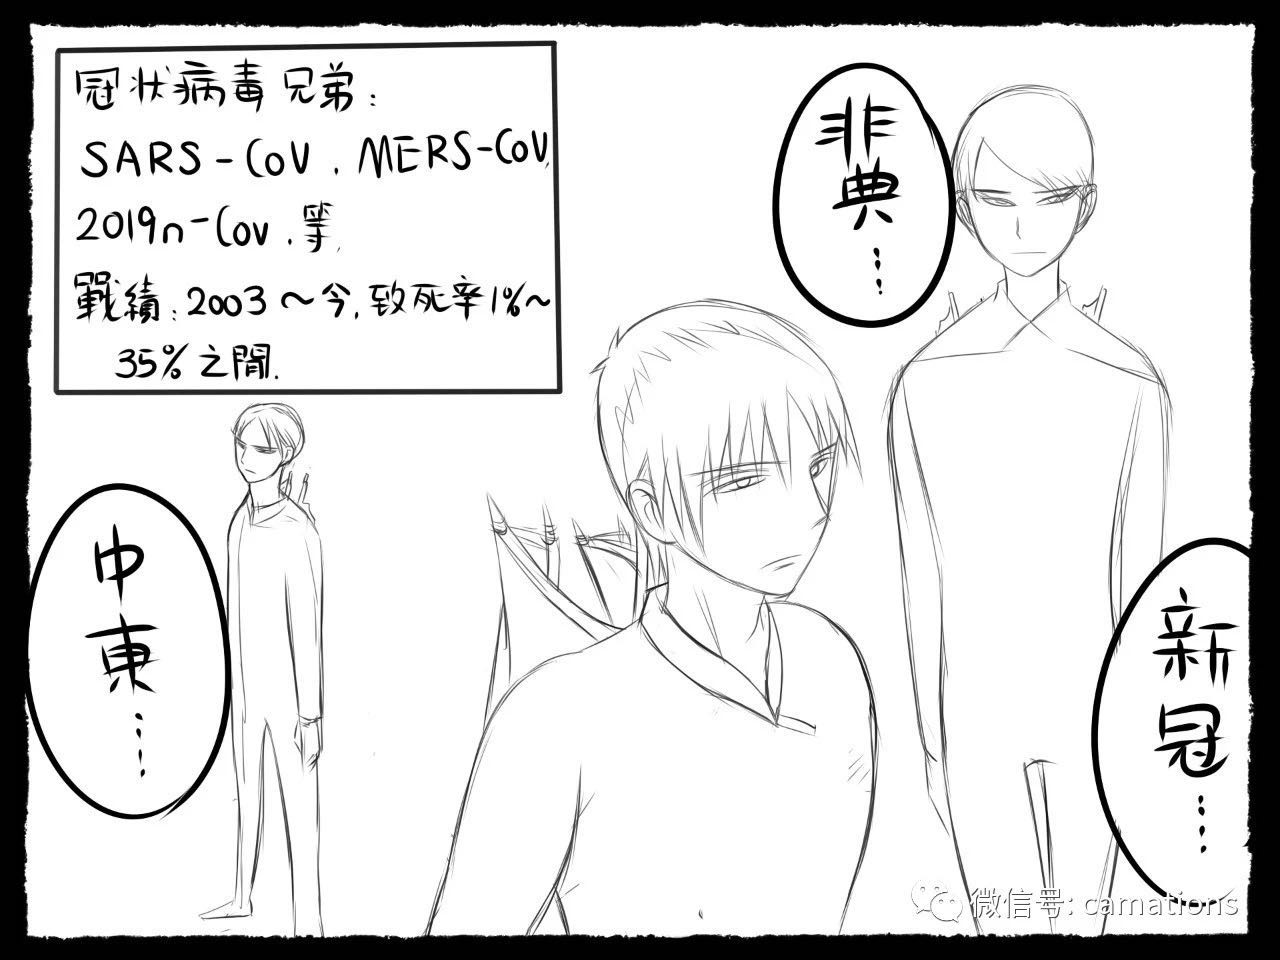 冠狀病毒兄弟:
SARS-CoV, MERS-CoV,
2019n-Cov,等,
戰績:2003~今,致死率1%~
35%之間.
非典…
中東…
新冠…
微信号: camations